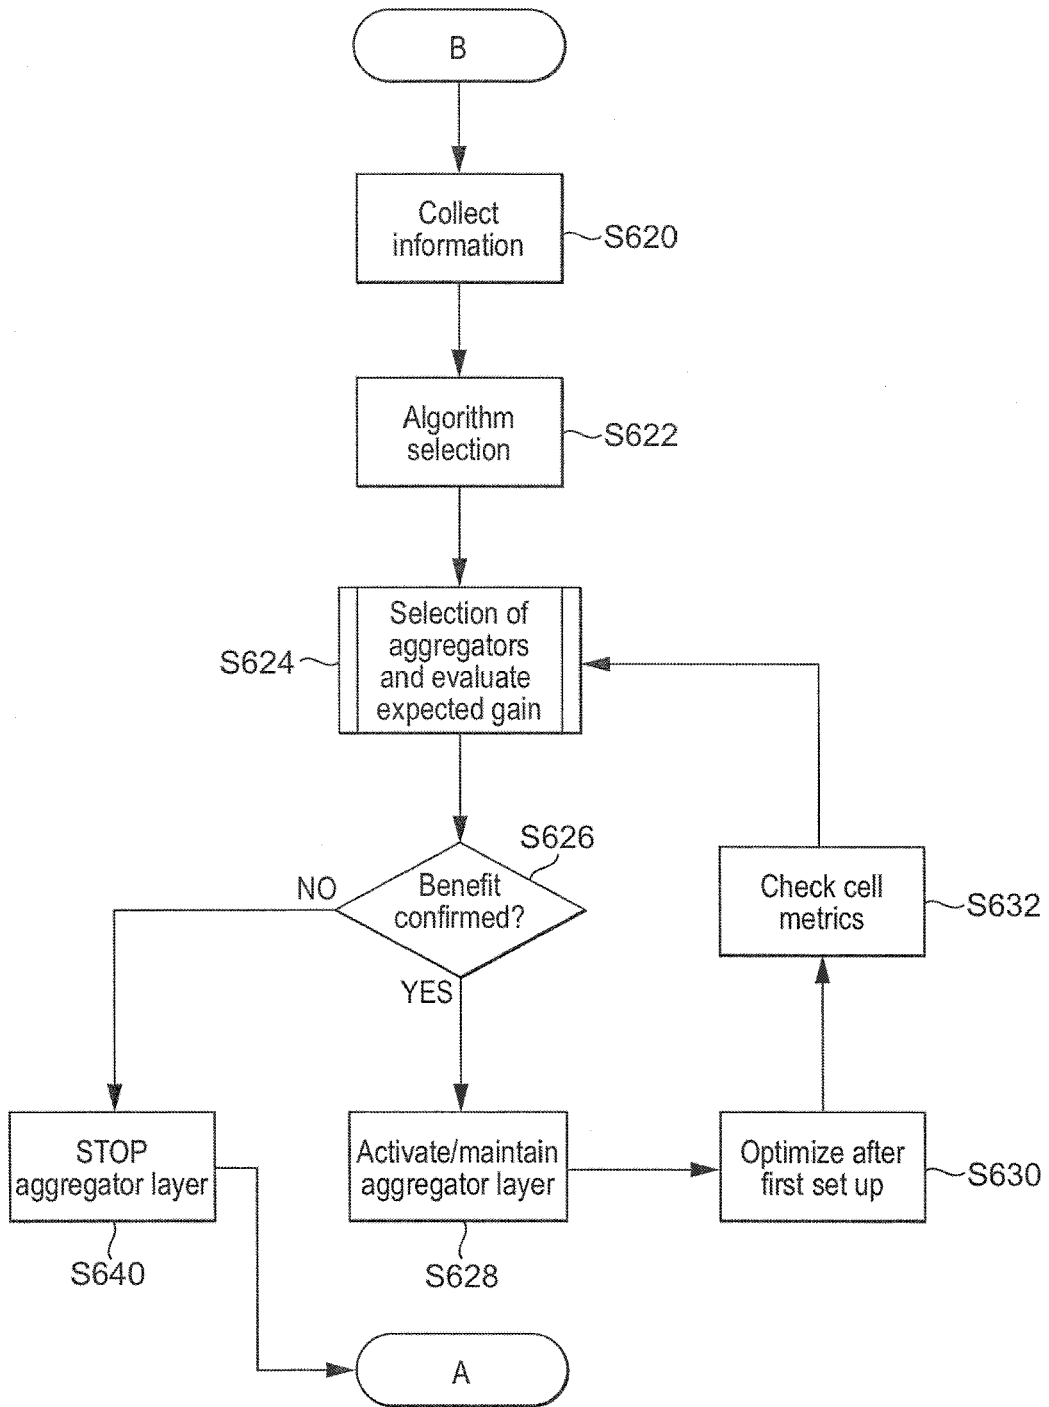 B
Collect
information
S620
Algorithm
selection
S622
Selection of
aggregators
and evaluate
expected gain
S624
S626
Benefit
confirmed?
NO
YES
Check cell
metrics
S632
STOP
aggregator layer
S640
Activate/maintain
aggregator layer
S628
Optimize after
first set up
S630
A